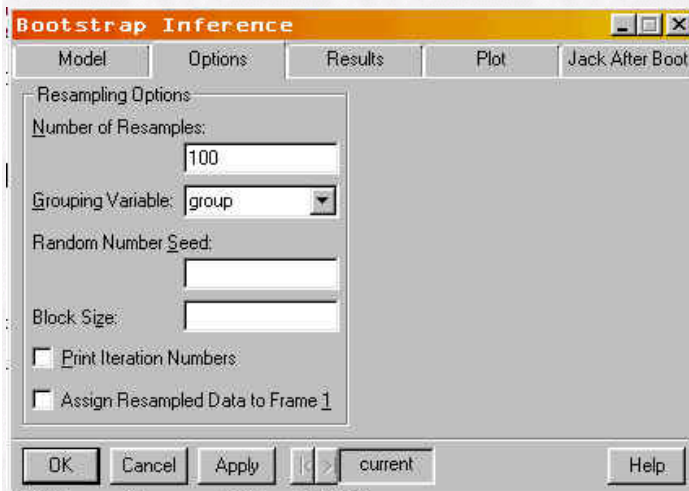 Bootstrap Inference
Model Options Results Plot Jack After Boot
Resampling Options
Number of Resamples:
100
Grouping Variable: group
Random Number Seed:
Block Size:
Print Iteration Numbers
Assign Resampled Data to Frame 1
OK Cancel Apply current Help